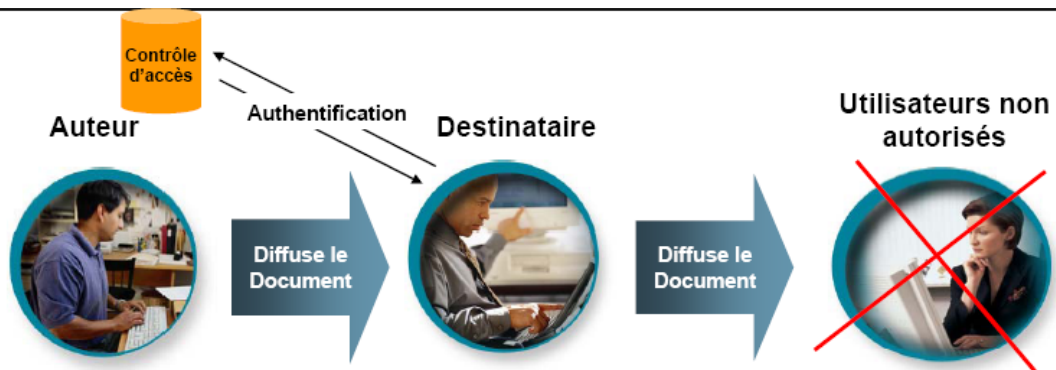 Contrôle
d'accès
Auteur
Authentification
Destinataire
Utilisateurs non
autorisés
Diffuse le
Document
Diffuse le
Document